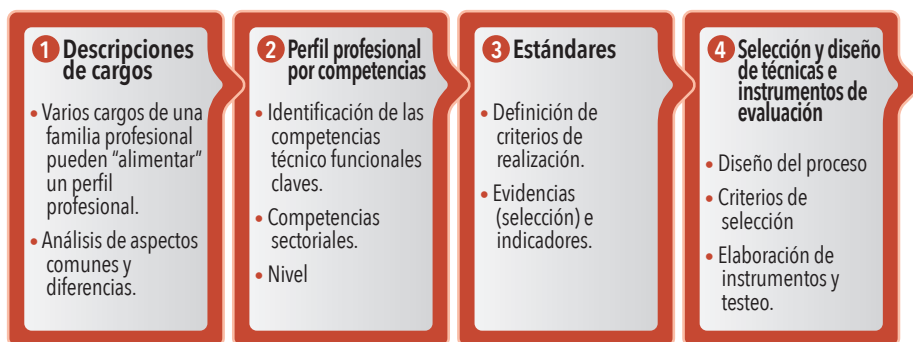 1 Descripciones
de cargos
• Varios cargos de una
familia profesional
pueden “alimentar”
un perfil
profesional.
• Análisis de aspectos
comunes y
diferencias.
2 Perfil profesional
por competencias
• Identificación de las
competencias
técnico funcionales
claves.
• Competencias
sectoriales.
• Nivel
3 Estándares
• Definición de
criterios de
realización.
• Evidencias
(selección) e
indicadores.
4 Selección y diseño
de técnicas e
instrumentos de
evaluación
• Diseño del proceso
• Criterios de
selección
• Elaboración de
instrumentos y
testeo.